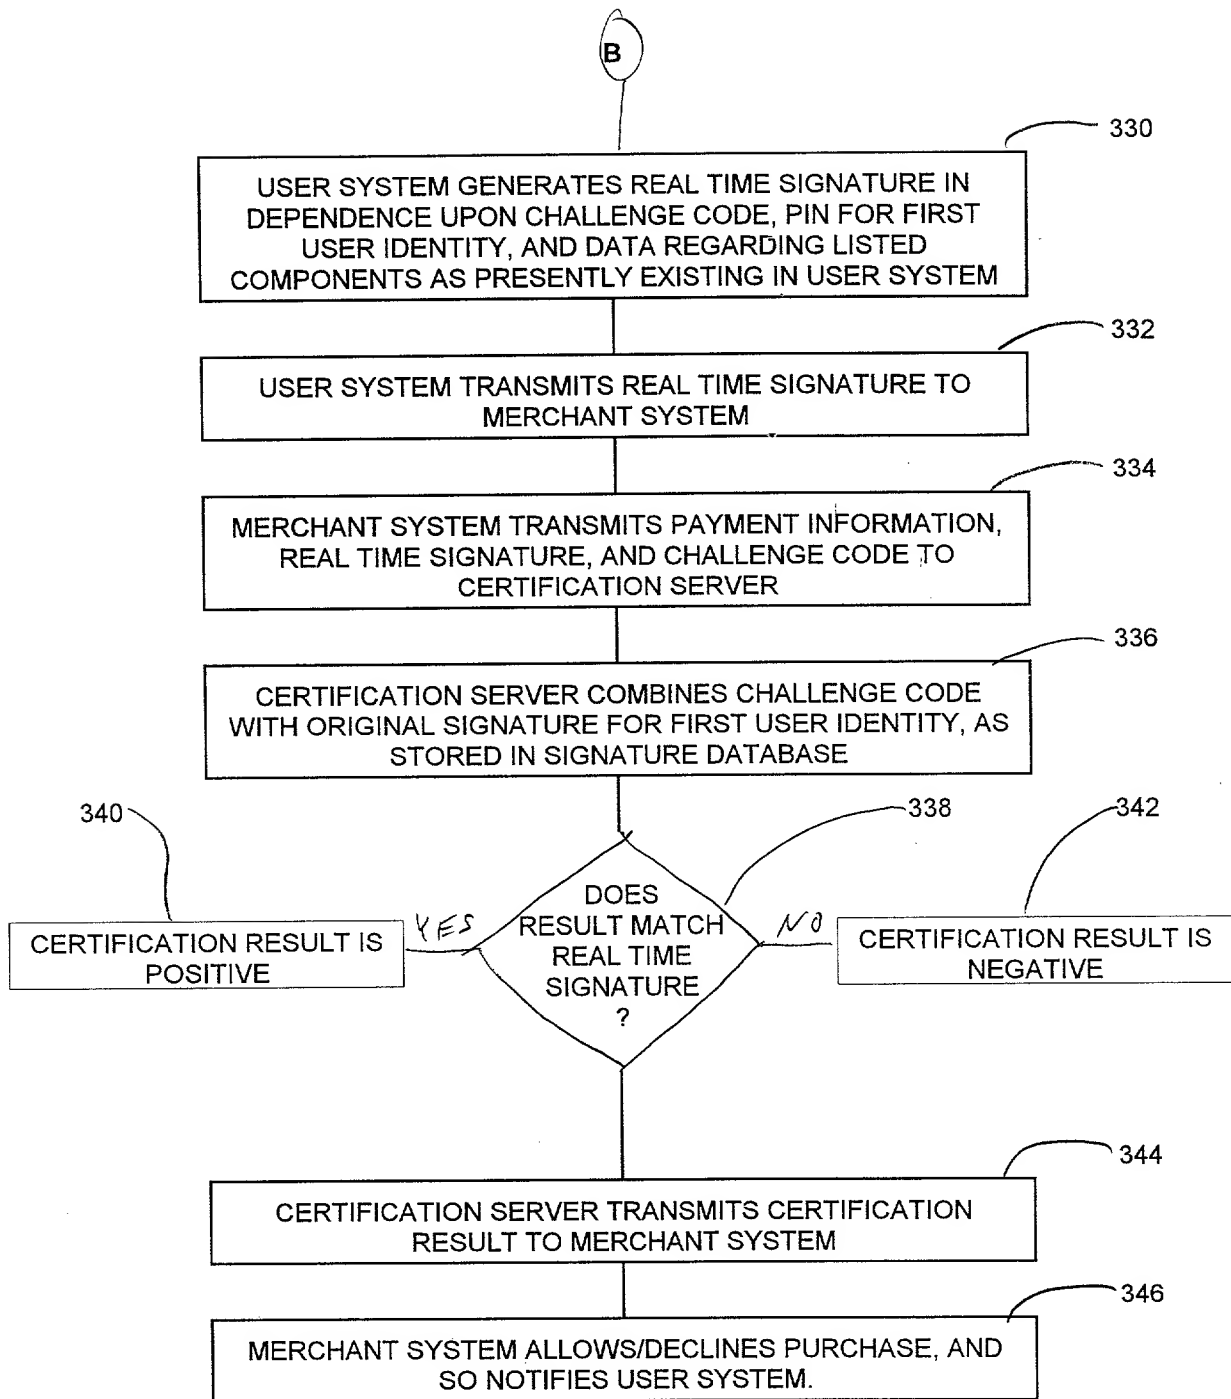 B
330
USER SYSTEM GENERATES REAL TIME SIGNATURE IN
DEPENDENCE UPON CHALLENGE CODE, PIN FOR FIRST
USER IDENTITY, AND DATA REGARDING LISTED
COMPONENTS AS PRESENTLY EXISTING IN USER SYSTEM
332
USER SYSTEM TRANSMITS REAL TIME SIGNATURE TO
MERCHANT SYSTEM
334
MERCHANT SYSTEM TRANSMITS PAYMENT INFORMATION,
REAL TIME SIGNATURE, AND CHALLENGE CODE TO
CERTIFICATION SERVER
336
CERTIFICATION SERVER COMBINES CHALLENGE CODE
WITH ORIGINAL SIGNATURE FOR FIRST USER IDENTITY, AS
STORED IN SIGNATURE DATABASE
340
338
342
DOES
RESULT MATCH
REAL TIME
SIGNATURE
?
YES
NO
CERTIFICATION RESULT IS
POSITIVE
CERTIFICATION RESULT IS
NEGATIVE
344
CERTIFICATION SERVER TRANSMITS CERTIFICATION
RESULT TO MERCHANT SYSTEM
346
MERCHANT SYSTEM ALLOWS/DECLINES PURCHASE, AND
SO NOTIFIES USER SYSTEM.